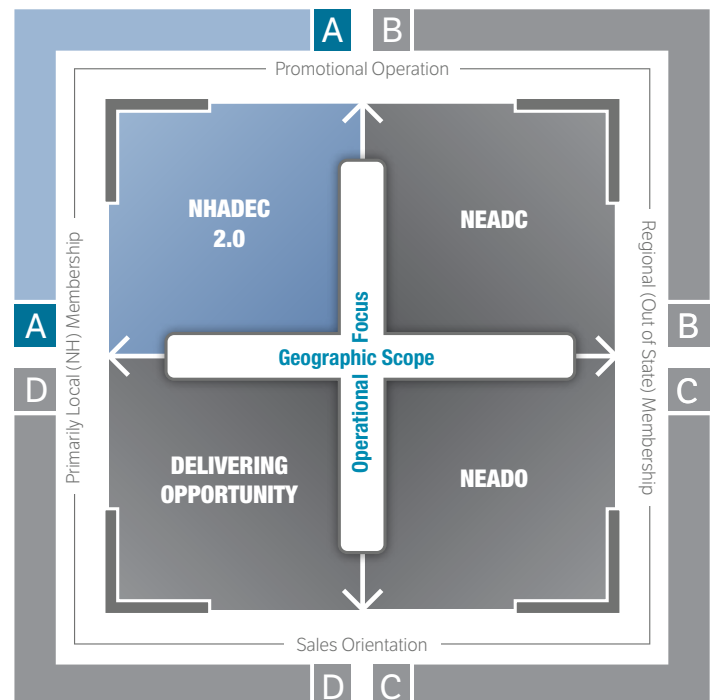 A B
Promotional Operation
NHADEC
2.0
NEADC
Primarily Local (NH) Membership
Regional (Out of State) Membership
A
B
Operational Focus
Geographic Scope
D
C
DELIVERING
OPPORTUNITY
NEADO
Sales Orientation
D C